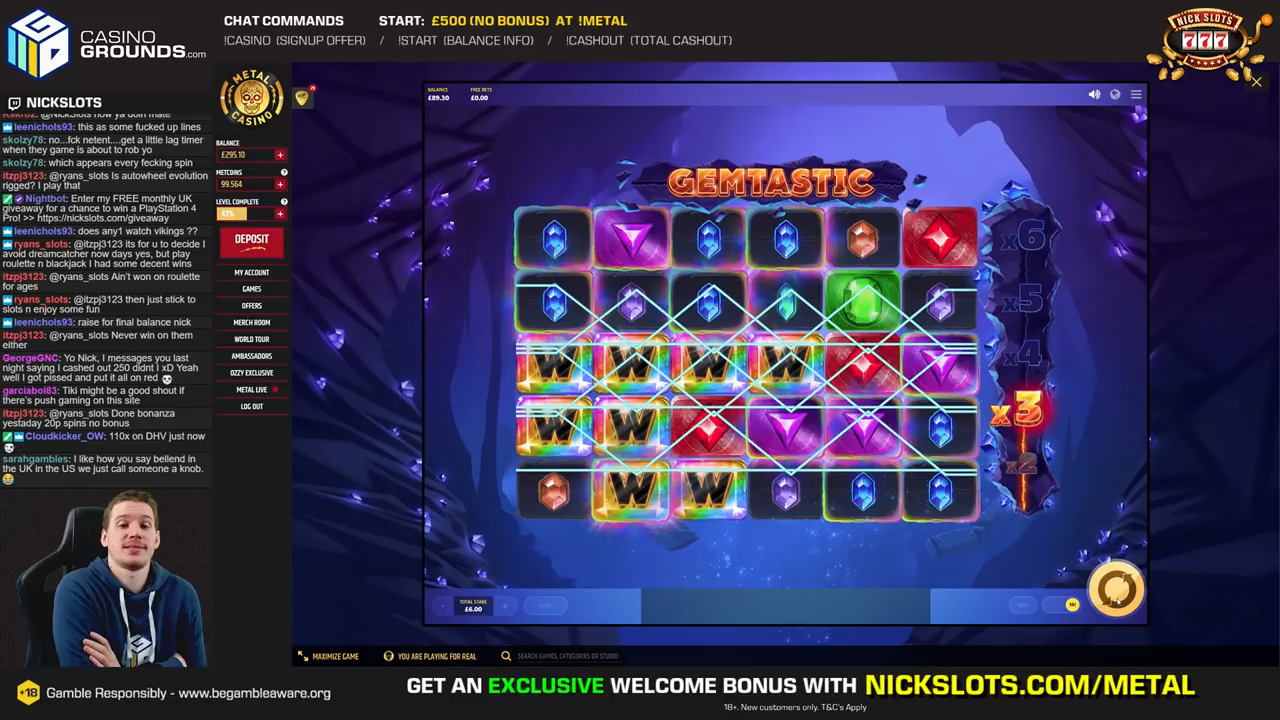 CASINO
GROUNDS.com
CHAT COMMANDS
START: £500 (NO BONUS) AT !METAL
!CASINO (SIGNUP OFFER) / !START (BALANCE INFO) / !CASHOUT (TOTAL CASHOUT)
NICK SLOTS
777
NICKSLOTS
leenichols93: this as some fucked up lines
skolzy78: no...fck netent....get a little lag timer
when they game is about to rob yo
skolzy78: which appears every fecking spin
itzpj3123: @ryans_slots Is autowheel evolution
rigged? I play that
Nightbot: Enter my FREE monthly UK
giveaway for a chance to win a PlayStation 4
Pro! >> https://nickslots.com/giveaway
leenichols93: does any1 watch vikings ??
ryans_slots: @itzpj3123 its for u to decide I
avoid dreamcatcher now days yes, but play
roulette n blackjack I had some decent wins
itzpj3123: @ryans_slots Ain't won on roulette
for ages
ryans_slots: @itzpj3123 then just stick to
slots n enjoy some fun
leenichols93: raise for final balance nick
itzpj3123: @ryans_slots Never win on them
either
GeorgeGNC: Yo Nick, I messages you last
night saying I cashed out 250 didnt I xD Yeah
well I got pissed and put it all on red
garciaboi83: Tiki might be a good shout if
there's push gaming on this site
itzpj3123: @ryans_slots Done bonanza
yestaday 20p spins no bonus
Cloudkicker_OW: 110x on DHV just now
sarahgambles: I like how you say bellend in
the UK in the US we just call someone a knob.
METAL
CASINO
BALANCE
£295.10
METCOINS
99.564
LEVEL COMPLETE
43%
DEPOSIT
MY ACCOUNT
GAMES
OFFERS
MERCH ROOM
WORLD TOUR
AMBASSADORS
OZZY EXCLUSIVE
METAL LIVE
LOG OUT
BALANCE
£89.30
FREE BETS
£0.00
GEMTASTIC
x6
x5
x4
x3
x2
W W W W
W W
W W
TOTAL STAKE
£6.00
MAXIMIZE GAME
YOU ARE PLAYING FOR REAL
SEARCH GAMES, CATEGORIES OR STUDIO
+18 Gamble Responsibly - www.begambleaware.org
GET AN EXCLUSIVE WELCOME BONUS WITH NICKSLOTS.COM/METAL
18+. New customers only. T&C's Apply